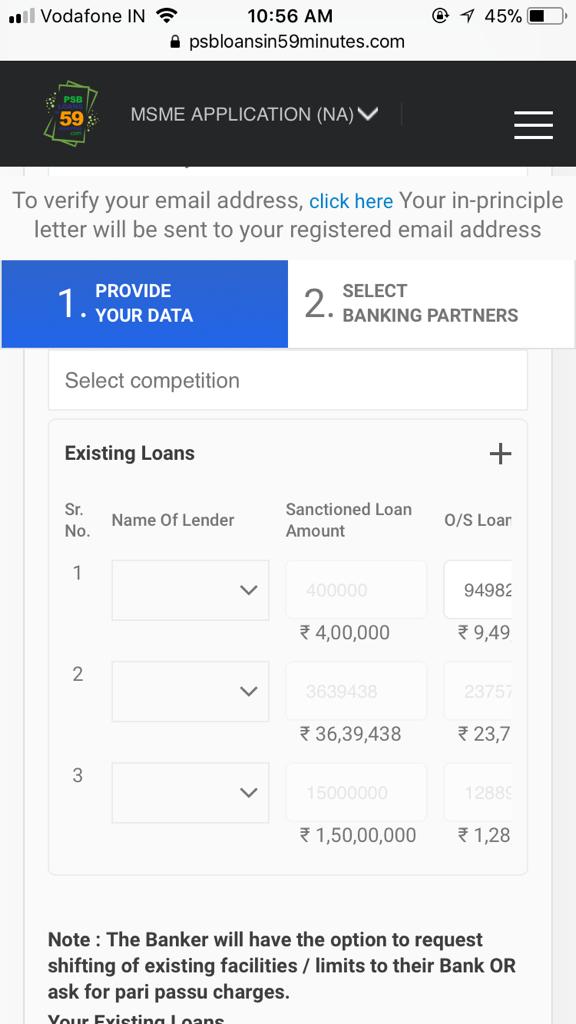 Vodafone IN 10:56 AM 45%
psbloansin59minutes.com
PSB
LOANS
59
.com
MSME APPLICATION (NA)
To verify your email address, click here Your in-principle
letter will be sent to your registered email address
1. PROVIDE
YOUR DATA
2. SELECT
BANKING PARTNERS
Select competition
Existing Loans +
Sr.
No.
Name Of Lender
Sanctioned Loan
Amount
O/S Loan
1
400000 94982
₹ 4,00,000 ₹ 9,49
2
3639438 23757
₹ 36,39,438 ₹ 23,7
3
15000000 12889
₹ 1,50,00,000 ₹ 1,28
Note : The Banker will have the option to request
shifting of existing facilities / limits to their Bank OR
ask for pari passu charges.
Your Existing Loans